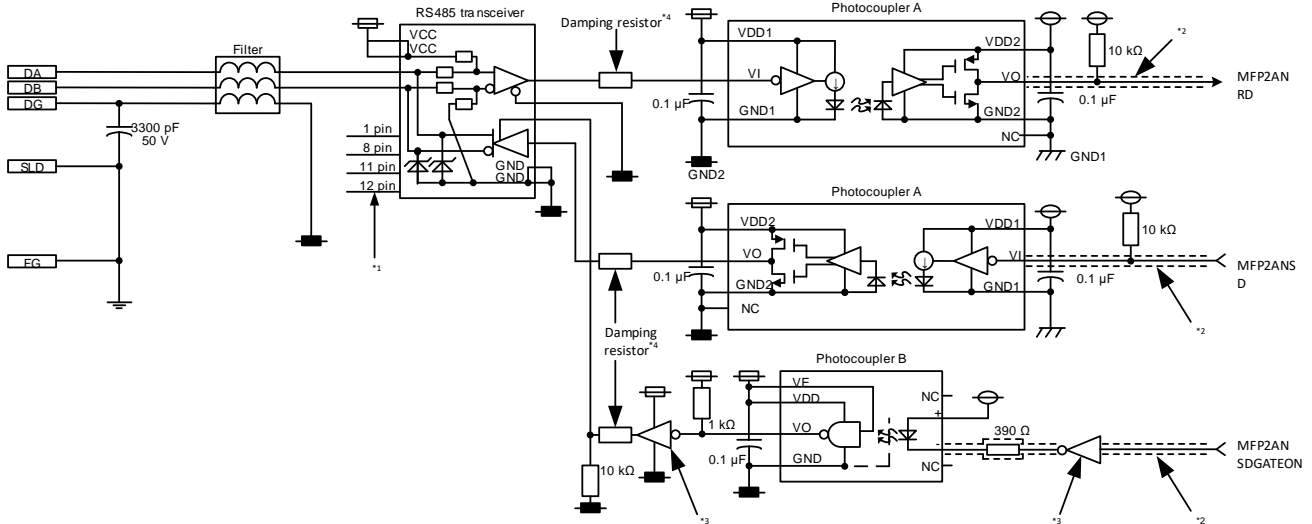 RS485 transceiver
VCC
VCC
Damping resistor*4
Photocoupler A
VDD1
VI
GND1
0.1 µF
GND2
VDD2
VO
GND2
NC
10 kΩ
*2
0.1 µF
GND1
MFP2AN
RD
Filter
DA
DB
DG
3300 pF
50 V
SLD
FG
1 pin
8 pin
11 pin
12 pin
GND
GND
*1
Photocoupler A
VDD2
VO
GND2
NC
0.1 µF
VDD1
VI
GND1
10 kΩ
0.1 µF
MFP2ANS
D
*2
Damping
resistor*4
Photocoupler B
VE
VDD
VO
GND
NC
+
-
NC
1 kΩ
0.1 µF
10 kΩ
*3
390 Ω
MFP2AN
SDGATEON
*3
*2